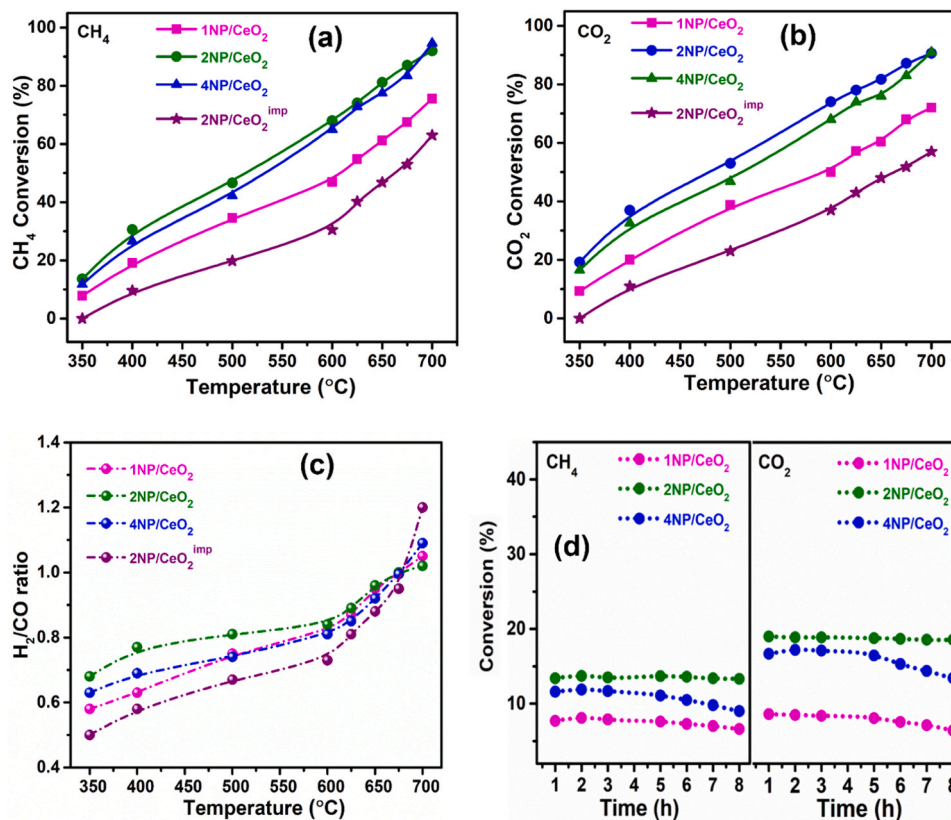 CH4
(a)
1NP/CeO2
2NP/CeO2
4NP/CeO2
2NP/CeO2imp
CH4 Conversion (%)
100
80
60
40
20
0
350 400 450 500 550 600 650 700
Temperature (°C)
CO2
(b)
1NP/CeO2
2NP/CeO2
4NP/CeO2
2NP/CeO2imp
CO2 Conversion (%)
100
80
60
40
20
0
350 400 450 500 550 600 650 700
Temperature (°C)
(c)
1NP/CeO2
2NP/CeO2
4NP/CeO2
2NP/CeO2imp
H2/CO ratio
1.4
1.2
1.0
0.8
0.6
0.4
350 400 450 500 550 600 650 700
Temperature (°C)
CH4
1NP/CeO2
2NP/CeO2
4NP/CeO2
(d)
Conversion (%)
40
30
20
10
1 2 3 4 5 6 7 8
Time (h)
CO2
1NP/CeO2
2NP/CeO2
4NP/CeO2
1 2 3 4 5 6 7 8
Time (h)